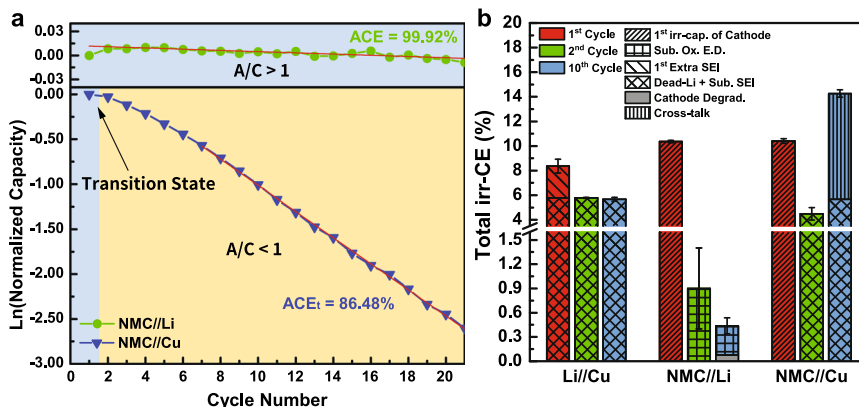 a
0.03
0.00
-0.03
ACE = 99.92%
A/C > 1
0.00
-0.50
-1.00
-1.50
-2.00
-2.50
-3.00
Ln(Normalized Capacity)
Transition State
A/C < 1
ACEt = 86.48%
NMC//Li
NMC//Cu
0 2 4 6 8 10 12 14 16 18 20
Cycle Number
b
20
18
16
14
12
10
8
6
4
1.5
1.2
0.9
0.6
0.3
0.0
Total irr-CE (%)
1st Cycle
2nd Cycle
10th Cycle
1st irr-cap. of Cathode
Sub. Ox. E.D.
1st Extra SEI
Dead-Li + Sub. SEI
Cathode Degrad.
Cross-talk
Li//Cu NMC//Li NMC//Cu